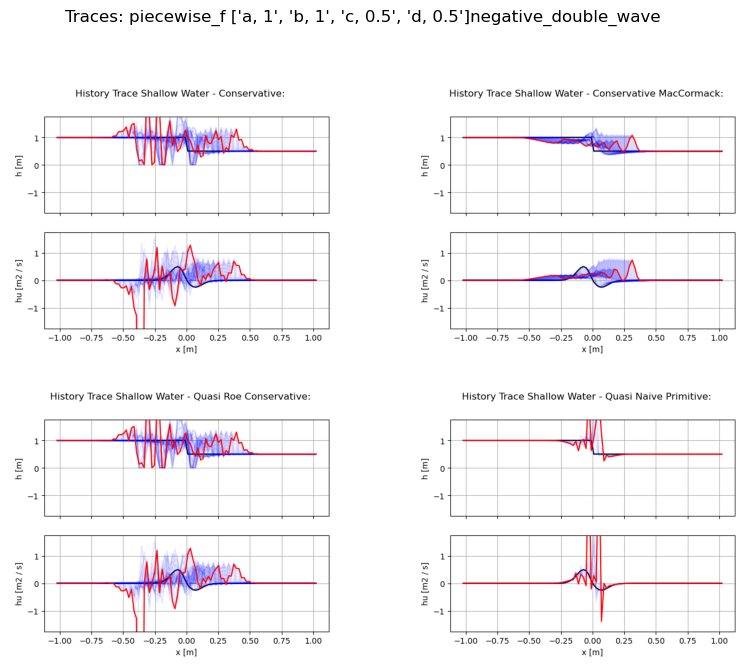 Traces: piecewise_f ['a, 1', 'b, 1', 'c, 0.5', 'd, 0.5']negative_double_wave
History Trace Shallow Water - Conservative:
1
0
−1
h [m]
1
0
−1
hu [m2 / s]
−1.00 −0.75 −0.50 −0.25 0.00 0.25 0.50 0.75 1.00
x [m]
History Trace Shallow Water - Conservative MacCormack:
1
0
−1
h [m]
1
0
−1
hu [m2 / s]
−1.00 −0.75 −0.50 −0.25 0.00 0.25 0.50 0.75 1.00
x [m]
History Trace Shallow Water - Quasi Roe Conservative:
1
0
−1
h [m]
1
0
−1
hu [m2 / s]
−1.00 −0.75 −0.50 −0.25 0.00 0.25 0.50 0.75 1.00
x [m]
History Trace Shallow Water - Quasi Naive Primitive:
1
0
−1
h [m]
1
0
−1
hu [m2 / s]
−1.00 −0.75 −0.50 −0.25 0.00 0.25 0.50 0.75 1.00
x [m]